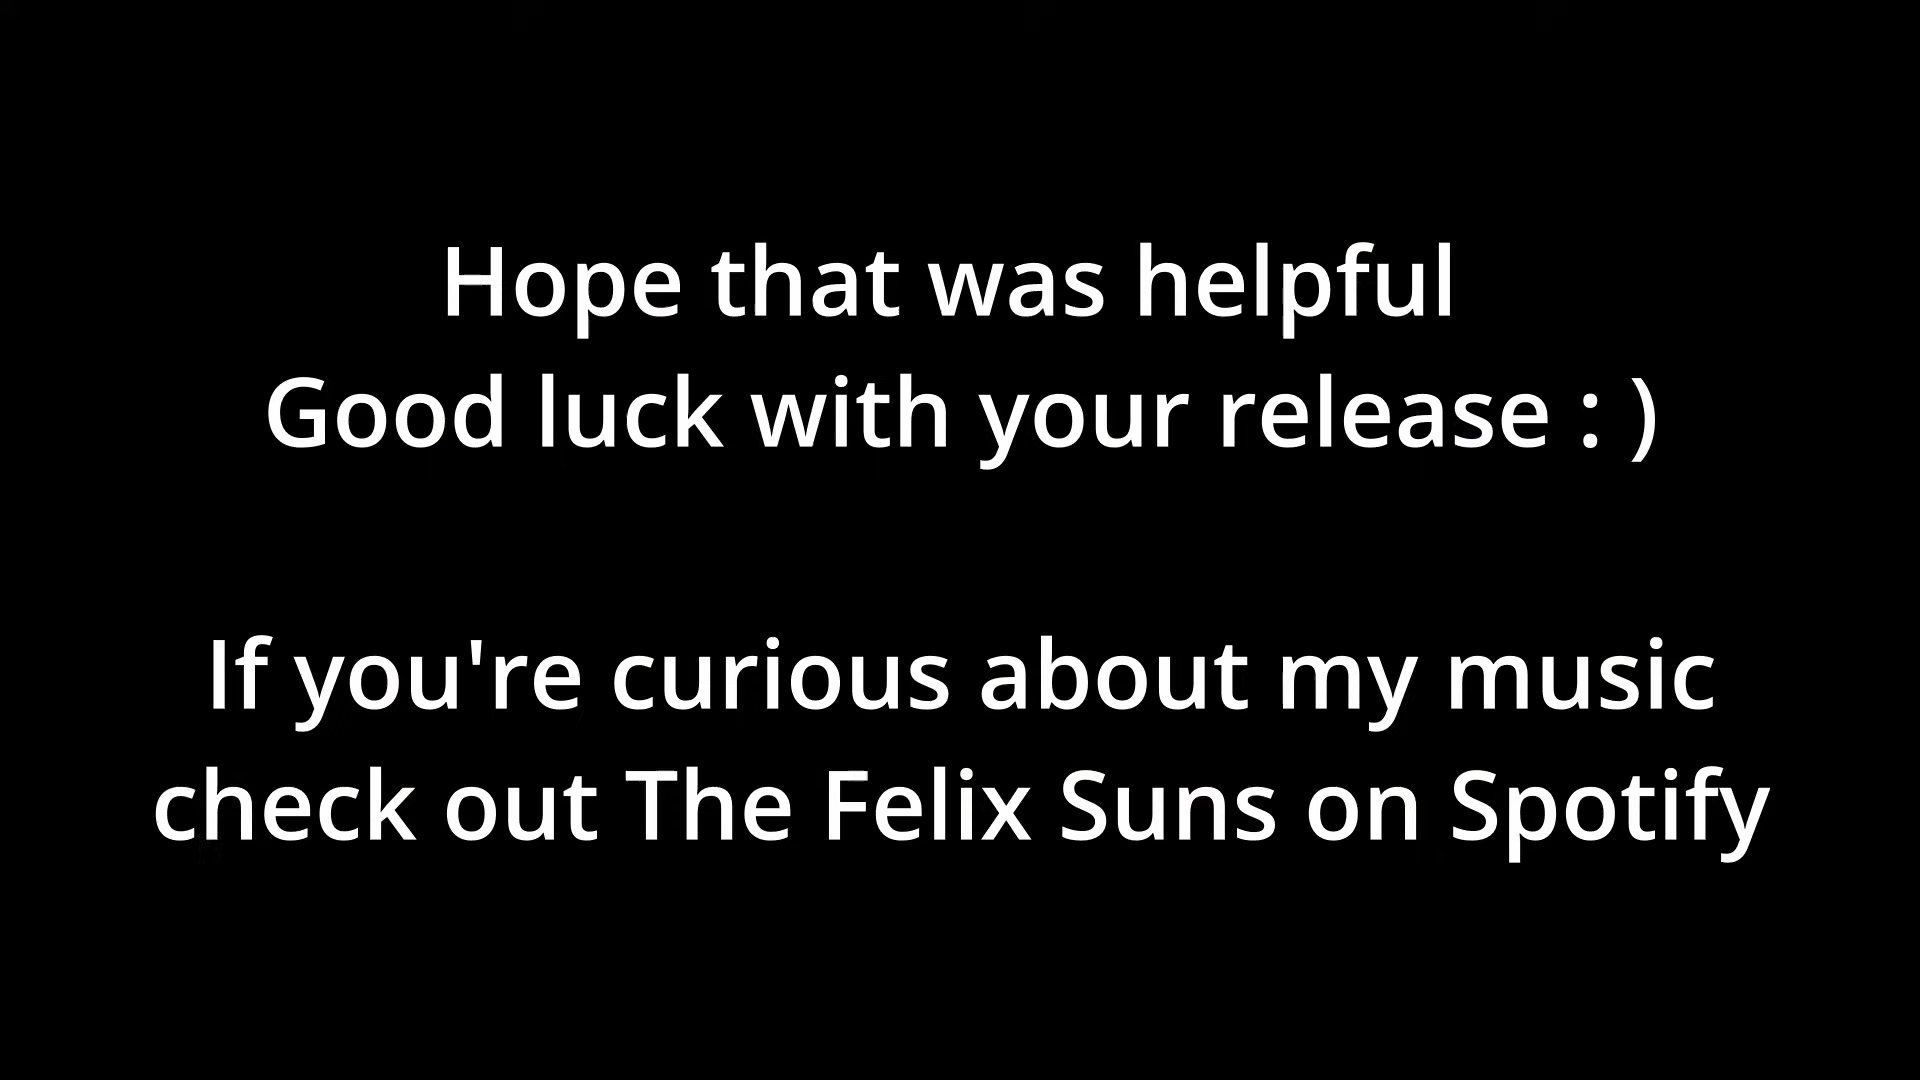 Hope that was helpful
Good luck with your release : )
If you're curious about my music
check out The Felix Suns on Spotify